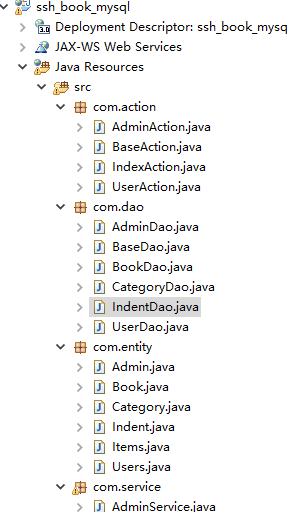 ssh_book_mysql
3.0 Deployment Descriptor: ssh_book_mysq
JAX-WS Web Services
Java Resources
src
com.action
AdminAction.java
BaseAction.java
IndexAction.java
UserAction.java
com.dao
AdminDao.java
BaseDao.java
BookDao.java
CategoryDao.java
IndentDao.java
UserDao.java
com.entity
Admin.java
Book.java
Category.java
Indent.java
Items.java
Users.java
com.service
AdminService.java